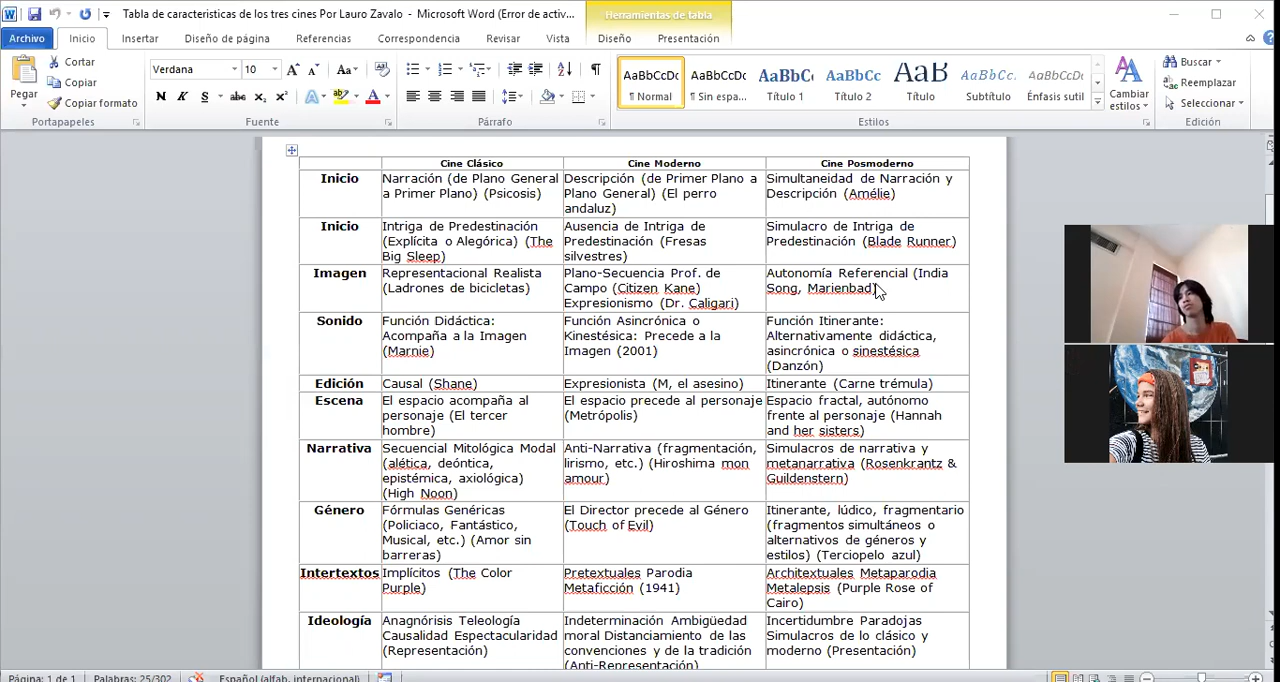 Tabla de caracteristicas de los tres cines Por Lauro Zavalo - Microsoft Word (Error de activ...
Herramientas de tabla
Archivo Inicio Insertar Diseño de página Referencias Correspondencia Revisar Vista Diseño Presentación
Pegar
Cortar
Copiar
Copiar formato
Portapapeles
Verdana 10
N K S abc
Fuente
Párrafo
AaBbCcDc AaBbCcDc AaBbC AaBbCc AaB AaBbCc. AaBbCcDc
¶ Normal ¶ Sin espa... Título 1 Título 2 Título Subtítulo Énfasis sutil
Cambiar
estilos
Estilos
Buscar
Reemplazar
Seleccionar
Edición
Cine Clásico Cine Moderno Cine Posmoderno
Inicio
Narración (de Plano General
a Primer Plano) (Psicosis)
Descripción (de Primer Plano a
Plano General) (El perro
andaluz)
Simultaneidad de Narración y
Descripción (Amélie)
Inicio
Intriga de Predestinación
(Explícita o Alegórica) (The
Big Sleep)
Ausencia de Intriga de
Predestinación (Fresas
silvestres)
Simulacro de Intriga de
Predestinación (Blade Runner)
Imagen
Representacional Realista
(Ladrones de bicicletas)
Plano-Secuencia Prof. de
Campo (Citizen Kane)
Expresionismo (Dr. Caligari)
Autonomía Referencial (India
Song, Marienbad)
Sonido
Función Didáctica:
Acompaña a la Imagen
(Marnie)
Función Asincrónica o
Kinestésica: Precede a la
Imagen (2001)
Función Itinerante:
Alternativamente didáctica,
asincrónica o sinestésica
(Danzón)
Edición
Causal (Shane)
Expresionista (M, el asesino)
Itinerante (Carne trémula)
Escena
El espacio acompaña al
personaje (El tercer
hombre)
El espacio precede al personaje
(Metrópolis)
Espacio fractal, autónomo
frente al personaje (Hannah
and her sisters)
Narrativa
Secuencial Mitológica Modal
(alética, deóntica,
epistémica, axiológica)
(High Noon)
Anti-Narrativa (fragmentación,
lirismo, etc.) (Hiroshima mon
amour)
Simulacros de narrativa y
metanarrativa (Rosenkrantz &
Guildenstern)
Género
Fórmulas Genéricas
(Policiaco, Fantástico,
Musical, etc.) (Amor sin
barreras)
El Director precede al Género
(Touch of Evil)
Itinerante, lúdico, fragmentario
(fragmentos simultáneos o
alternativos de géneros y
estilos) (Terciopelo azul)
Intertextos
Implícitos (The Color
Purple)
Pretextuales Parodia
Metaficción (1941)
Architextuales Metaparodia
Metalepsis (Purple Rose of
Cairo)
Ideología
Anagnórisis Teleología
Causalidad Espectacularidad
(Representación)
Indeterminación Ambigüedad
moral Distanciamiento de las
convenciones y de la tradición
(Anti-Representación)
Incertidumbre Paradojas
Simulacros de lo clásico y
moderno (Presentación)
Página: 1 de 1 Palabras: 25/302 Español (alfab. internacional)